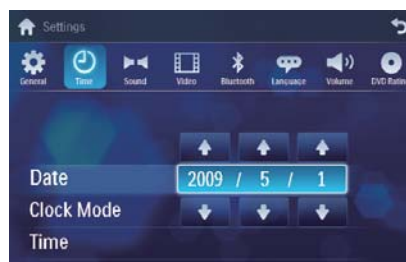 Settings
General Time Sound Video Bluetooth Language Volume DVD Rating
Date 2009 / 5 / 1
Clock Mode
Time